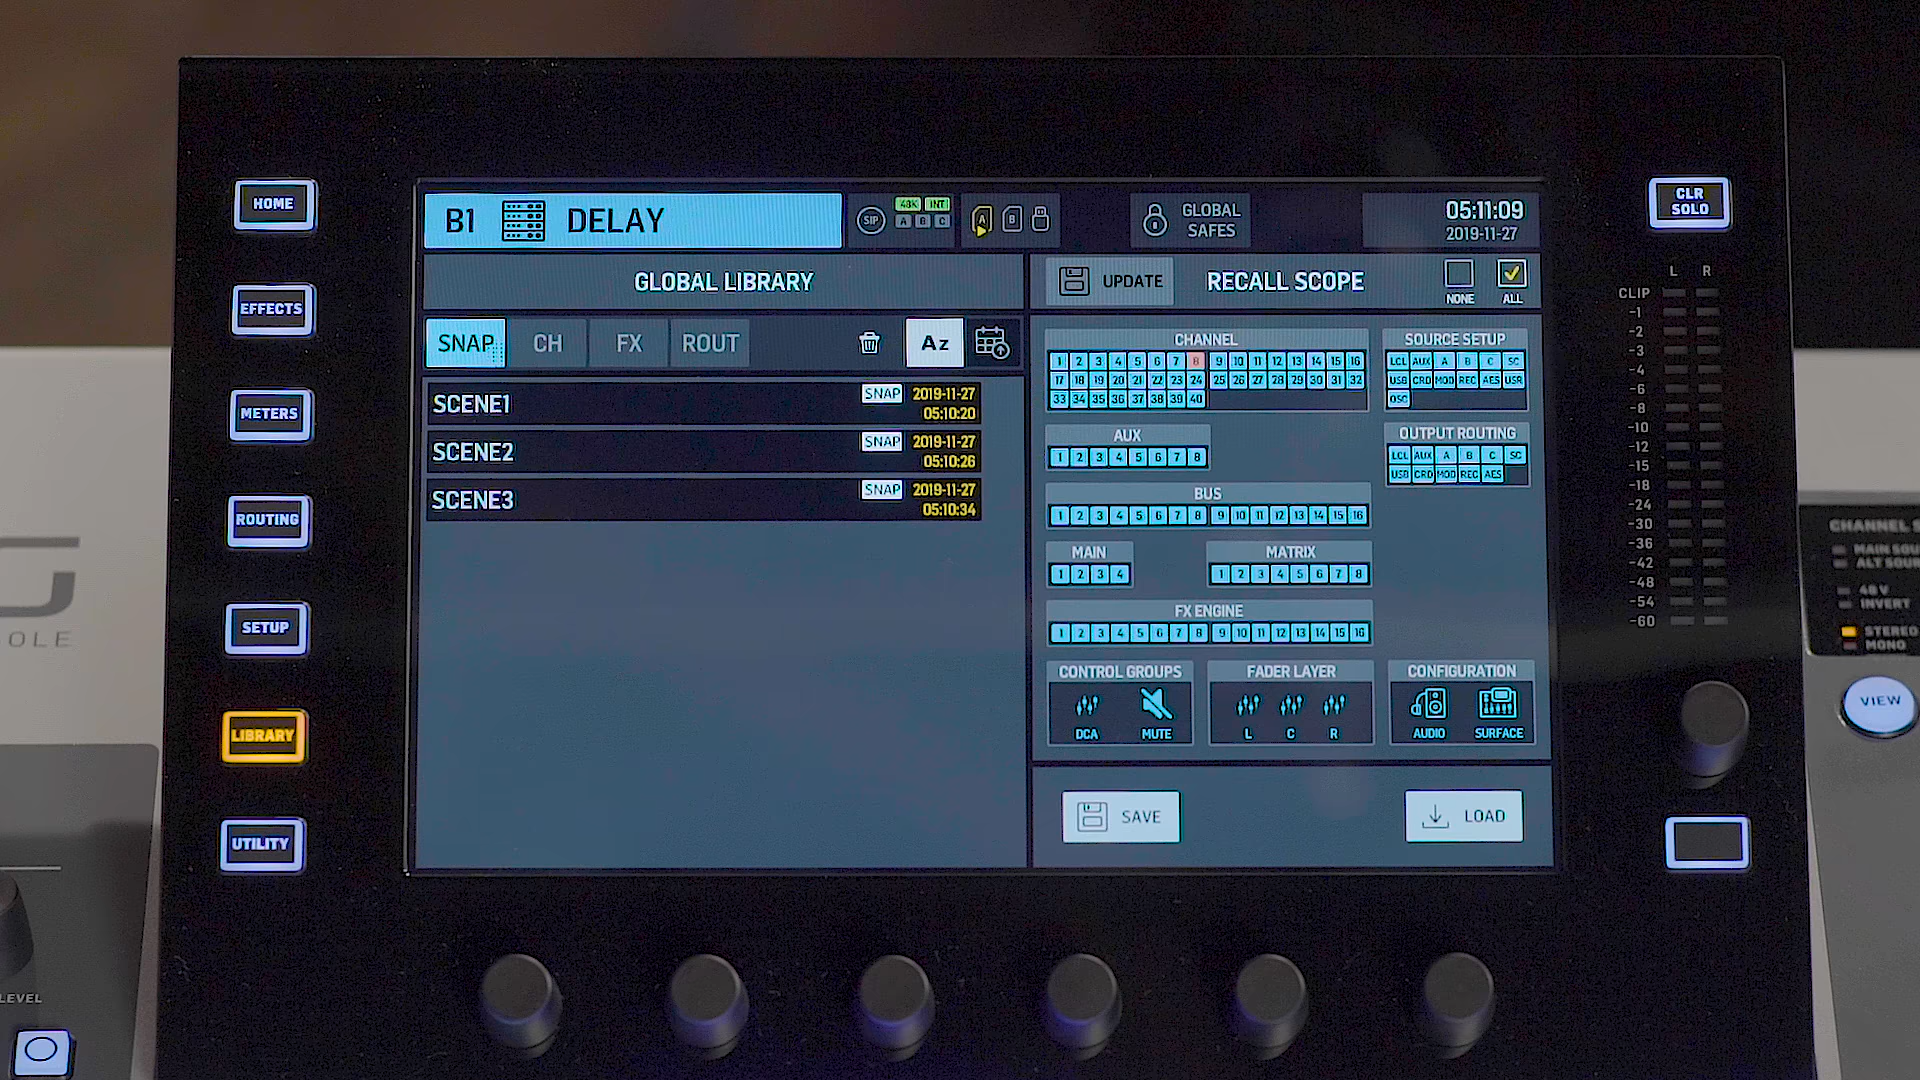 HOME
EFFECTS
METERS
ROUTING
SETUP
LIBRARY
UTILITY
OLE
LEVEL
B1 DELAY
SIP
48K INT
A B C
A B
GLOBAL SAFES
05:11:09
2019-11-27
GLOBAL LIBRARY
SNAP CH FX ROUT
Az
SCENE1 SNAP 2019-11-27
05:10:20
SCENE2 SNAP 2019-11-27
05:10:26
SCENE3 SNAP 2019-11-27
05:10:34
UPDATE RECALL SCOPE
NONE ALL
CHANNEL
1 2 3 4 5 6 7 8 9 10 11 12 13 14 15 16
17 18 19 20 21 22 23 24 25 26 27 28 29 30 31 32
33 34 35 36 37 38 39 40
SOURCE SETUP
LCL AUX A B C SC
USB CRD MOD REC AES USR
OSC
AUX
1 2 3 4 5 6 7 8
OUTPUT ROUTING
LCL AUX A B C SC
USB CRD MOD REC AES
BUS
1 2 3 4 5 6 7 8 9 10 11 12 13 14 15 16
MAIN
1 2 3 4
MATRIX
1 2 3 4 5 6 7 8
FX ENGINE
1 2 3 4 5 6 7 8 9 10 11 12 13 14 15 16
CONTROL GROUPS
DCA MUTE
FADER LAYER
L C R
CONFIGURATION
AUDIO SURFACE
SAVE
LOAD
CLR
SOLO
L R
CLIP
-1
-2
-3
-4
-6
-8
-10
-12
-15
-18
-24
-30
-36
-42
-48
-54
-60
CHANNEL S
MAIN SOU
ALT SOUR
48V
INVERT
STEREO
MONO
VIEW